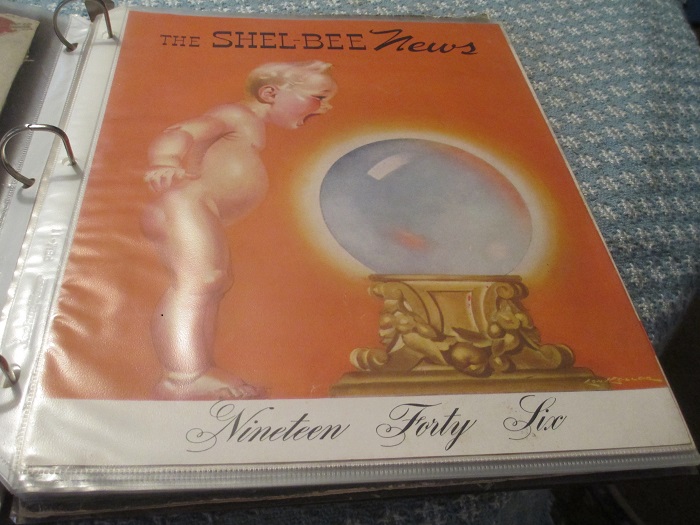 THE SHEL-BEE News
Nineteen Forty Six